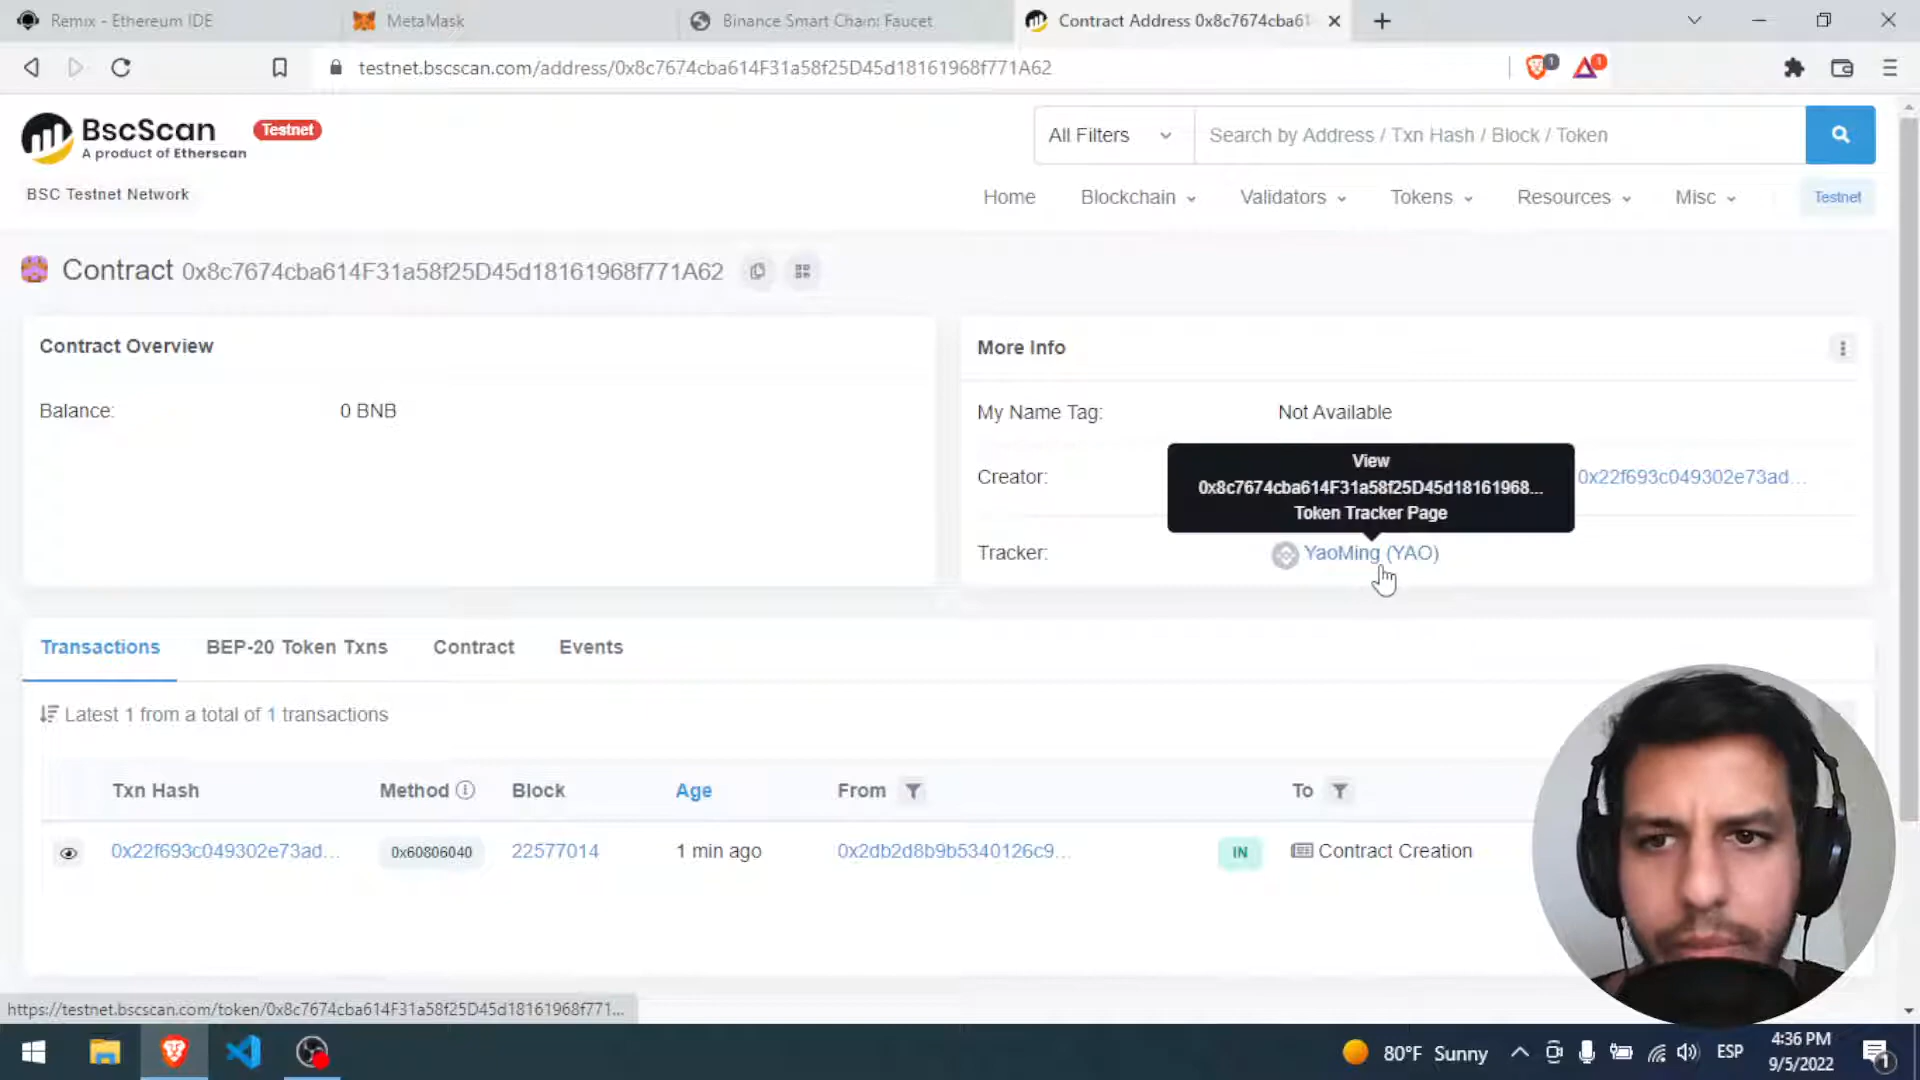 Remix - Ethereum IDE
MetaMask
Binance Smart Chain Faucet
Contract Address 0x8c7674cba61
testnet.bscscan.com/address/0x8c7674cba614F31a58f25D45d18161968f771A62
1
1
BscScan
A product of Etherscan
Testnet
BSC Testnet Network
All Filters
Search by Address / Txn Hash / Block / Token
Home
Blockchain
Validators
Tokens
Resources
Misc
Testnet
Contract 0x8c7674cba614F31a58f25D45d18161968f771A62
Contract Overview
Balance:
0 BNB
More Info
My Name Tag:
Not Available
Creator:
0x22f693c049302e73ad...
View
0x8c7674cba614F31a58f25D45d18161968...
Token Tracker Page
Tracker:
YaoMing (YAO)
Transactions
BEP-20 Token Txns
Contract
Events
Latest 1 from a total of 1 transactions
Txn Hash
Method
Block
Age
From
To
0x22f693c049302e73ad...
0x60806040
22577014
1 min ago
0x2db2d8b9b5340126c9...
IN
Contract Creation
https://testnet.bscscan.com/token/0x8c7674cba614F31a58f25D45d18161968f771...
80°F Sunny
ESP
4:36 PM
9/5/2022
1